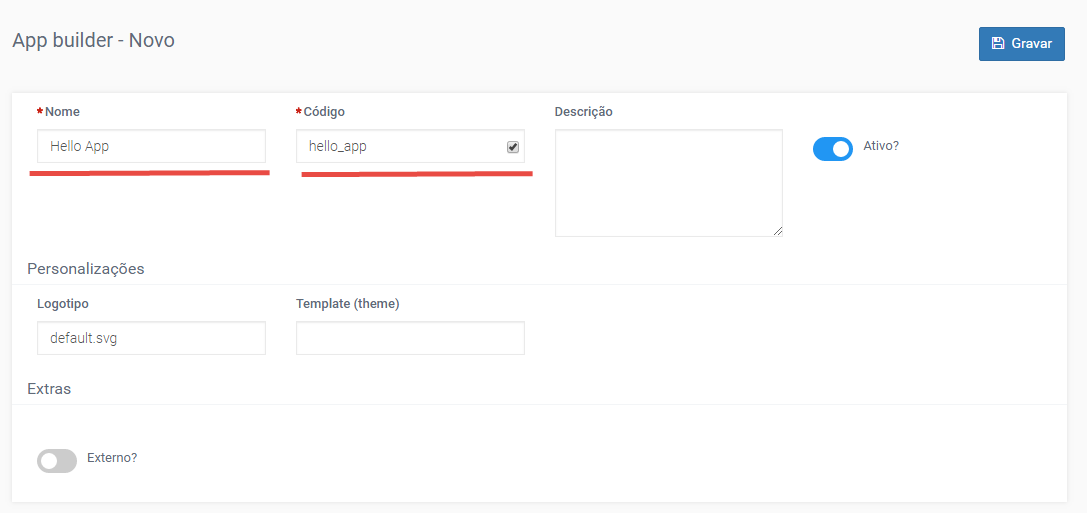 App builder - Novo
Gravar
*Nome
*Código
Descrição
Hello App
hello_app
Ativo?
Personalizações
Logotipo
Template (theme)
default.svg
Extras
Externo?